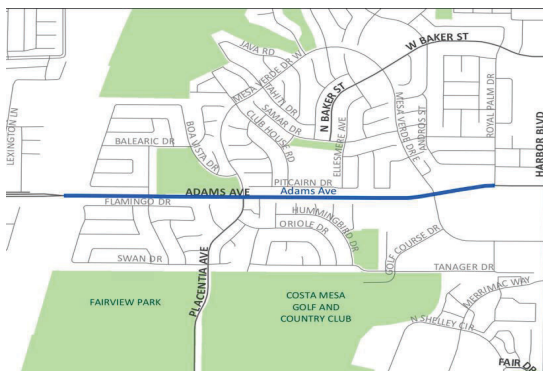 JAVA RD
W BAKER ST
MESA VERDE DR W
TAHITI DR
SAMAR DR
CLUB HOUSE RD
N BAKER ST
ELLESMERE AVE
MESA VERDE DR E
ANDROS ST
ROYAL PALM DR
HARBOR BLVD
LEXINGTON LN
BALEARIC DR
BOA VISTA DR
PITCAIRN DR
ADAMS AVE
Adams Ave
FLAMINGO DR
HUMMINGBIRD DR
ORIOLE DR
GOLF COURSE DR
SWAN DR
TANAGER DR
PLACENTIA AVE
FAIRVIEW PARK
COSTA MESA
GOLF AND
COUNTRY CLUB
MERRIMAC WAY
N SHELLEY CIR
FAIR DR